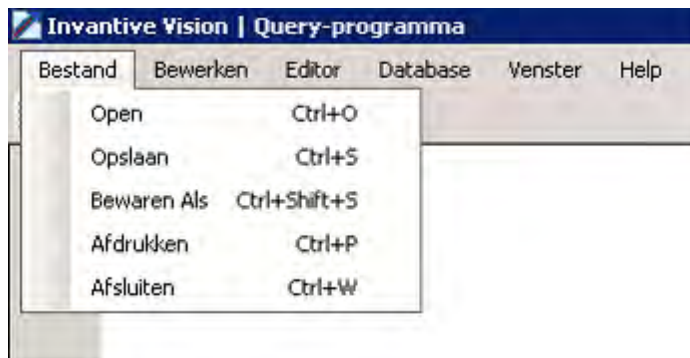 Invantive Vision | Query-programma
Bestand Bewerken Editor Database Venster Help
Open Ctrl+O
Opslaan Ctrl+S
Bewaren Als Ctrl+Shift+S
Afdrukken Ctrl+P
Afsluiten Ctrl+W